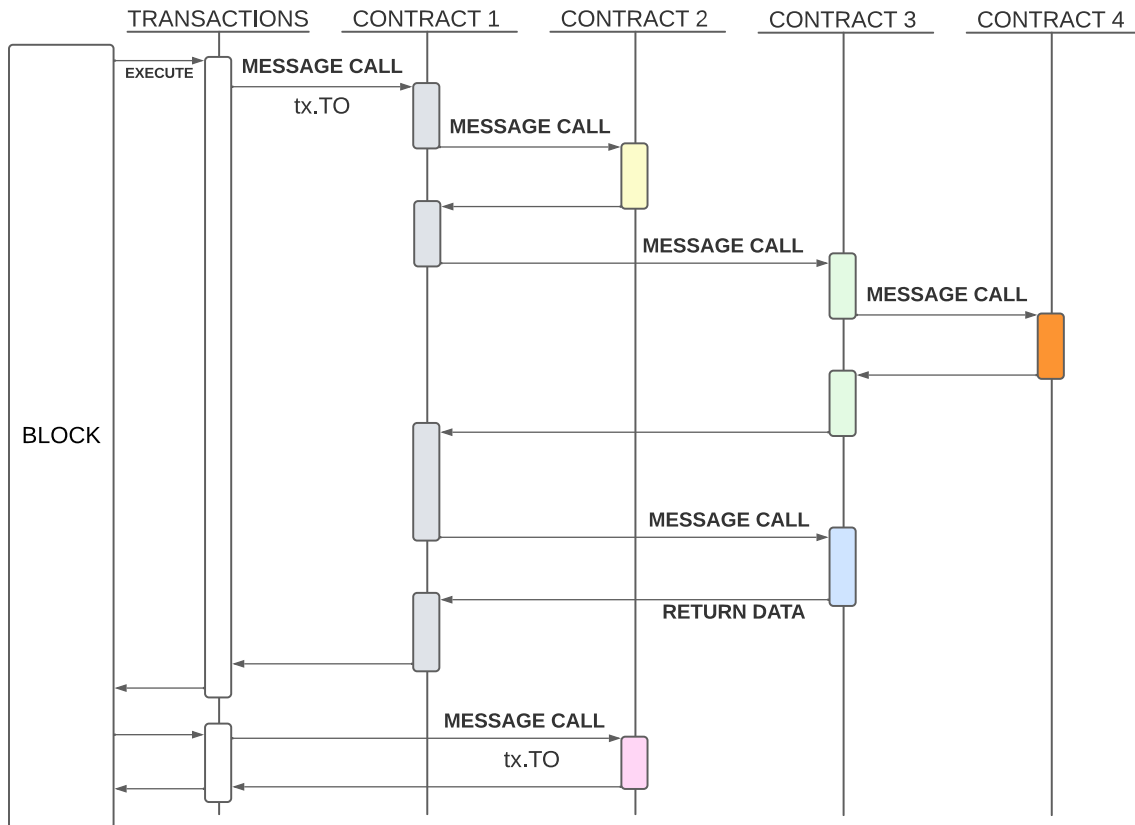 TRANSACTIONS
CONTRACT 1
CONTRACT 2
CONTRACT 3
CONTRACT 4
EXECUTE
MESSAGE CALL
tx.TO
MESSAGE CALL
MESSAGE CALL
MESSAGE CALL
BLOCK
MESSAGE CALL
RETURN DATA
MESSAGE CALL
tx.TO